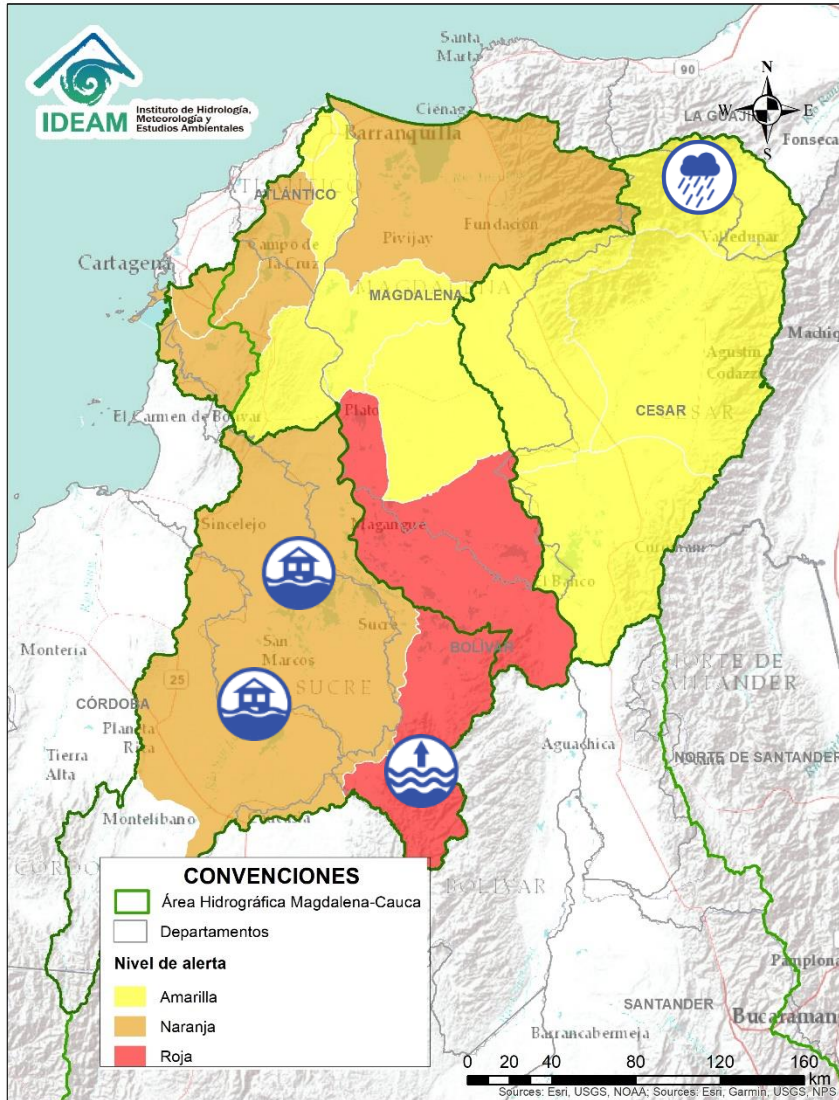 IDEAM
Instituto de Hidrología,
Meteorología y
Estudios Ambientales
Santa
Marta
90
N
W E
S
Ciénaga
LA GUAJIRA
Fonseca
Barranquilla
ATLÁNTICO
Fundación
Pivijay
Valledupar
Campo de
la Cruz
Cartagena
MAGDALENA
Agustín
Codazzi
CESAR
El Carmen de Bolívar
Plato
Sincelejo
Magangué
El Banco
Sucre
BOLÍVAR
Montería
San
Marcos
25
SUCRE
NORTE DE
SANTANDER
CÓRDOBA
Planeta
Rica
Tierra
Alta
Aguachica
NORTE DE SANTANDER
Montelíbano
BOLÍVAR
CONVENCIONES
Área Hidrográfica Magdalena-Cauca
Departamentos
Nivel de alerta
Amarilla
Naranja
Roja
Pamplona
SANTANDER
Barrancabermeja
0 20 40 80 120 160
km
Sources: Esri, USGS, NOAA; Sources: Esri, Garmin, USGS, NPS